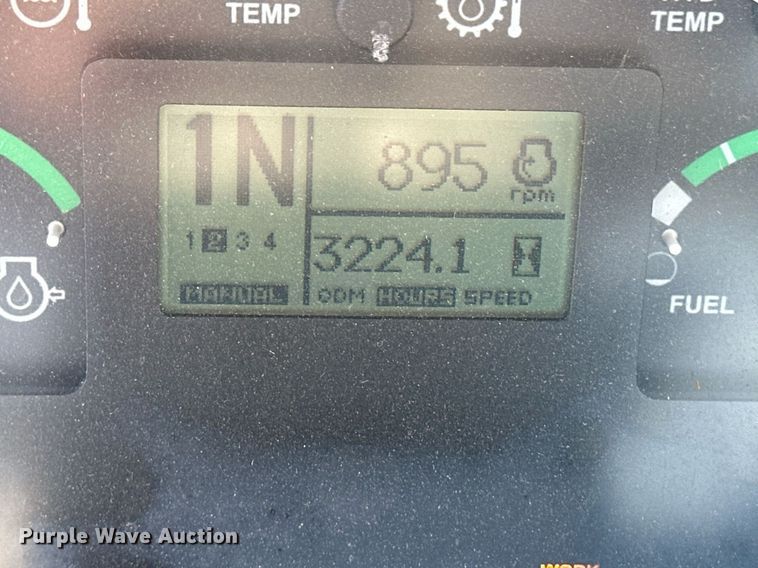 TEMP
TEMP
1N
895
rpm
1 2 3 4
3224.1
MANUAL
ODM HOURS SPEED
FUEL
Purple Wave Auction